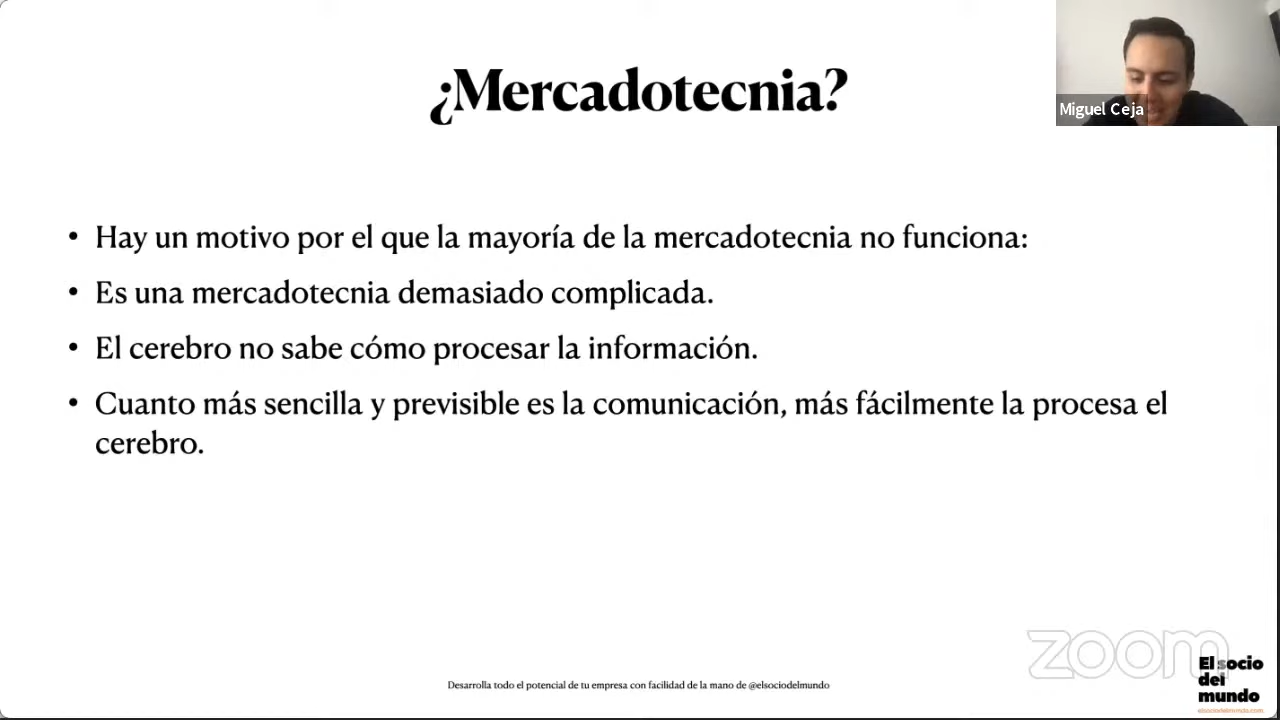 ¿Mercadotecnia?
Miguel Ceja
• Hay un motivo por el que la mayoría de la mercadotecnia no funciona:
• Es una mercadotecnia demasiado complicada.
• El cerebro no sabe cómo procesar la información.
• Cuanto más sencilla y previsible es la comunicación, más fácilmente la procesa el
cerebro.
zoom
Desarrolla todo el potencial de tu empresa con facilidad de la mano de @elsociodelmundo
El socio
del
mundo
elsociodelmundo.com